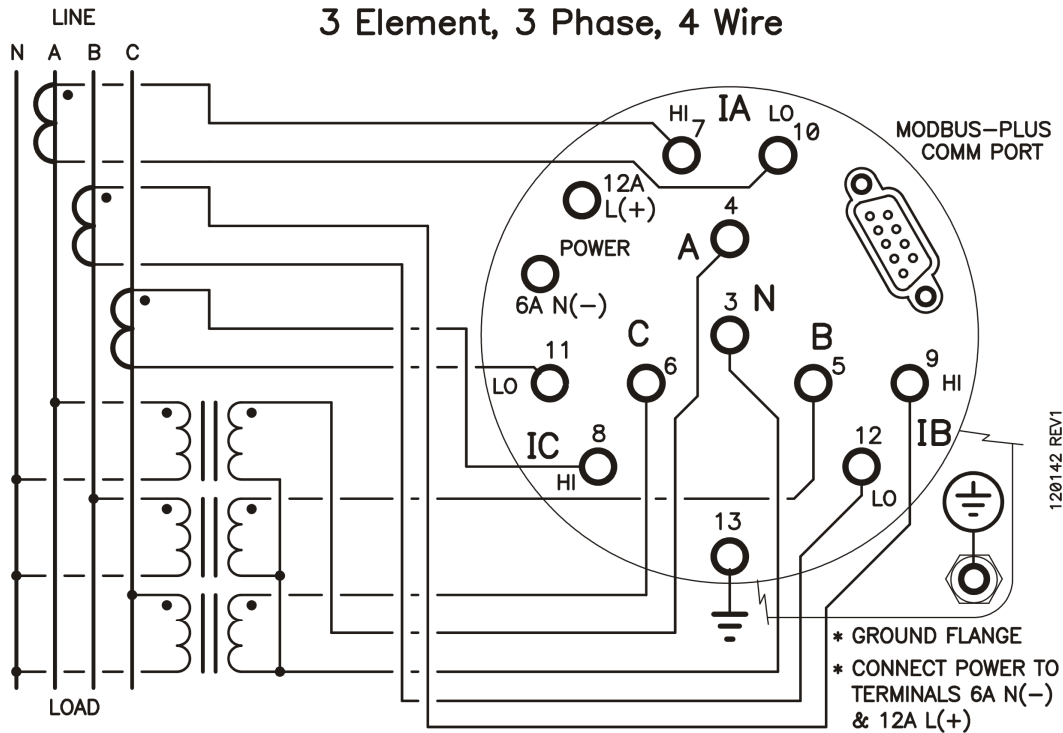 3 Element, 3 Phase, 4 Wire
LINE
N A B C
IA
HI 7
LO 10
MODBUS-PLUS
COMM PORT
12A
L(+)
4
A
POWER
6A N(-)
3 N
C
B
11
LO
6
5
9
HI
IC
8
HI
IB
12
LO
13
120142 REV1
LOAD
* GROUND FLANGE
* CONNECT POWER TO
TERMINALS 6A N(-)
& 12A L(+)